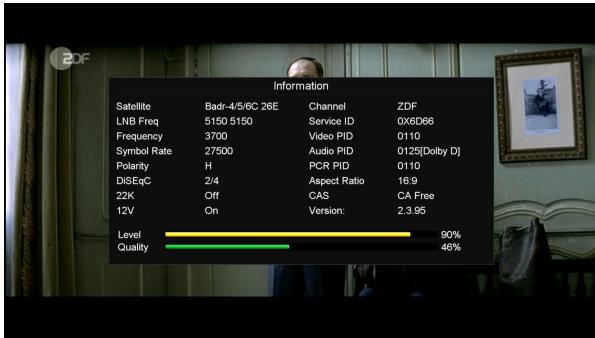 ZDF
Information
Satellite Badr-4/5/6C 26E Channel ZDF
LNB Freq 5150 5150 Service ID 0X6D66
Frequency 3700 Video PID 0110
Symbol Rate 27500 Audio PID 0125[Dolby D]
Polarity H PCR PID 0110
DiSEqC 2/4 Aspect Ratio 16:9
22K Off CAS CA Free
12V On Version: 2.3.95
Level 90%
Quality 46%